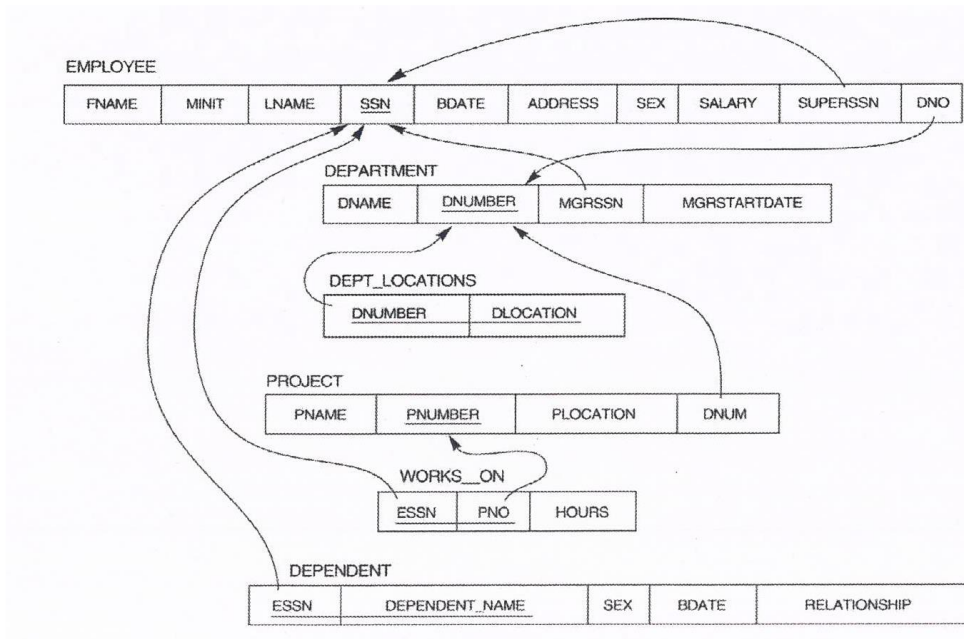 EMPLOYEE
FNAME MINIT LNAME SSN BDATE ADDRESS SEX SALARY SUPERSSN DNO
DEPARTMENT
DNAME DNUMBER MGRSSN MGRSTARTDATE
DEPT_LOCATIONS
DNUMBER DLOCATION
PROJECT
PNAME PNUMBER PLOCATION DNUM
WORKS_ON
ESSN PNO HOURS
DEPENDENT
ESSN DEPENDENT_NAME SEX BDATE RELATIONSHIP